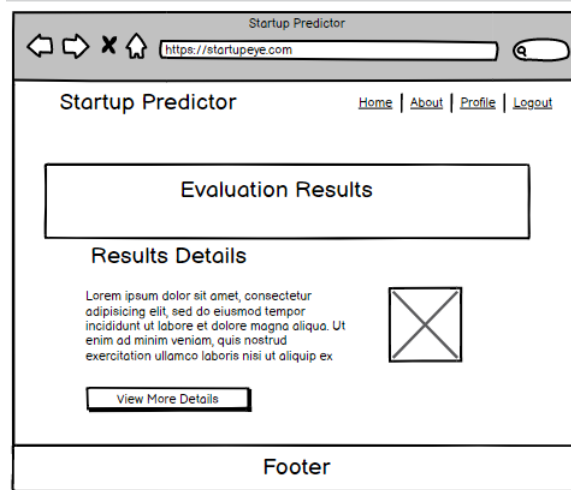 Startup Predictor
https://startupeye.com
Startup Predictor
Home | About | Profile | Logout
Evaluation Results
Results Details
Lorem ipsum dolor sit amet, consectetur
adipisicing elit, sed do eiusmod tempor
incididunt ut labore et dolore magna aliqua. Ut
enim ad minim veniam, quis nostrud
exercitation ullamco laboris nisi ut aliquip ex
View More Details
Footer